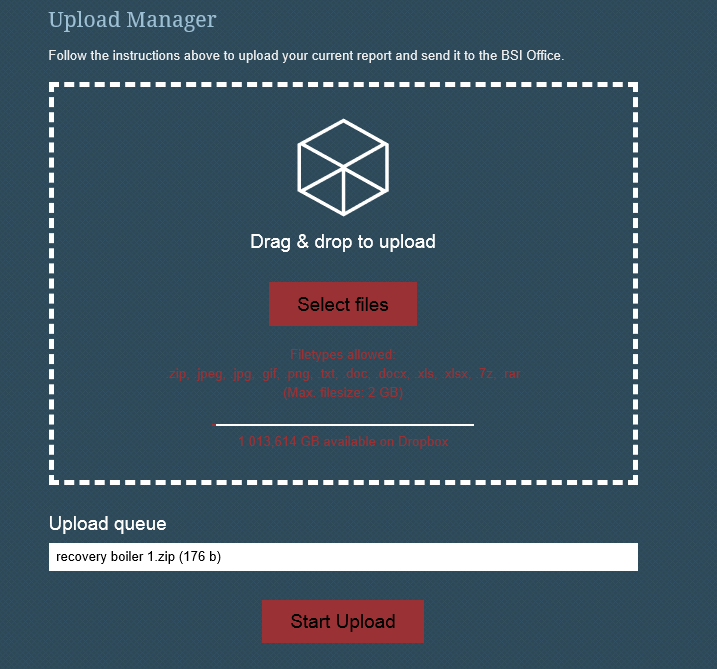 Upload Manager
Follow the instructions above to upload your current report and send it to the BSI Office.
Drag & drop to upload
Select files
Filetypes allowed:
.zip, .jpeg, .jpg, .gif, .png, .txt, .doc, .docx, .xls, .xlsx, .7z, .rar
(Max. filesize: 2 GB)
1 013,614 GB available on Dropbox
Upload queue
recovery boiler 1.zip (176 b)
Start Upload